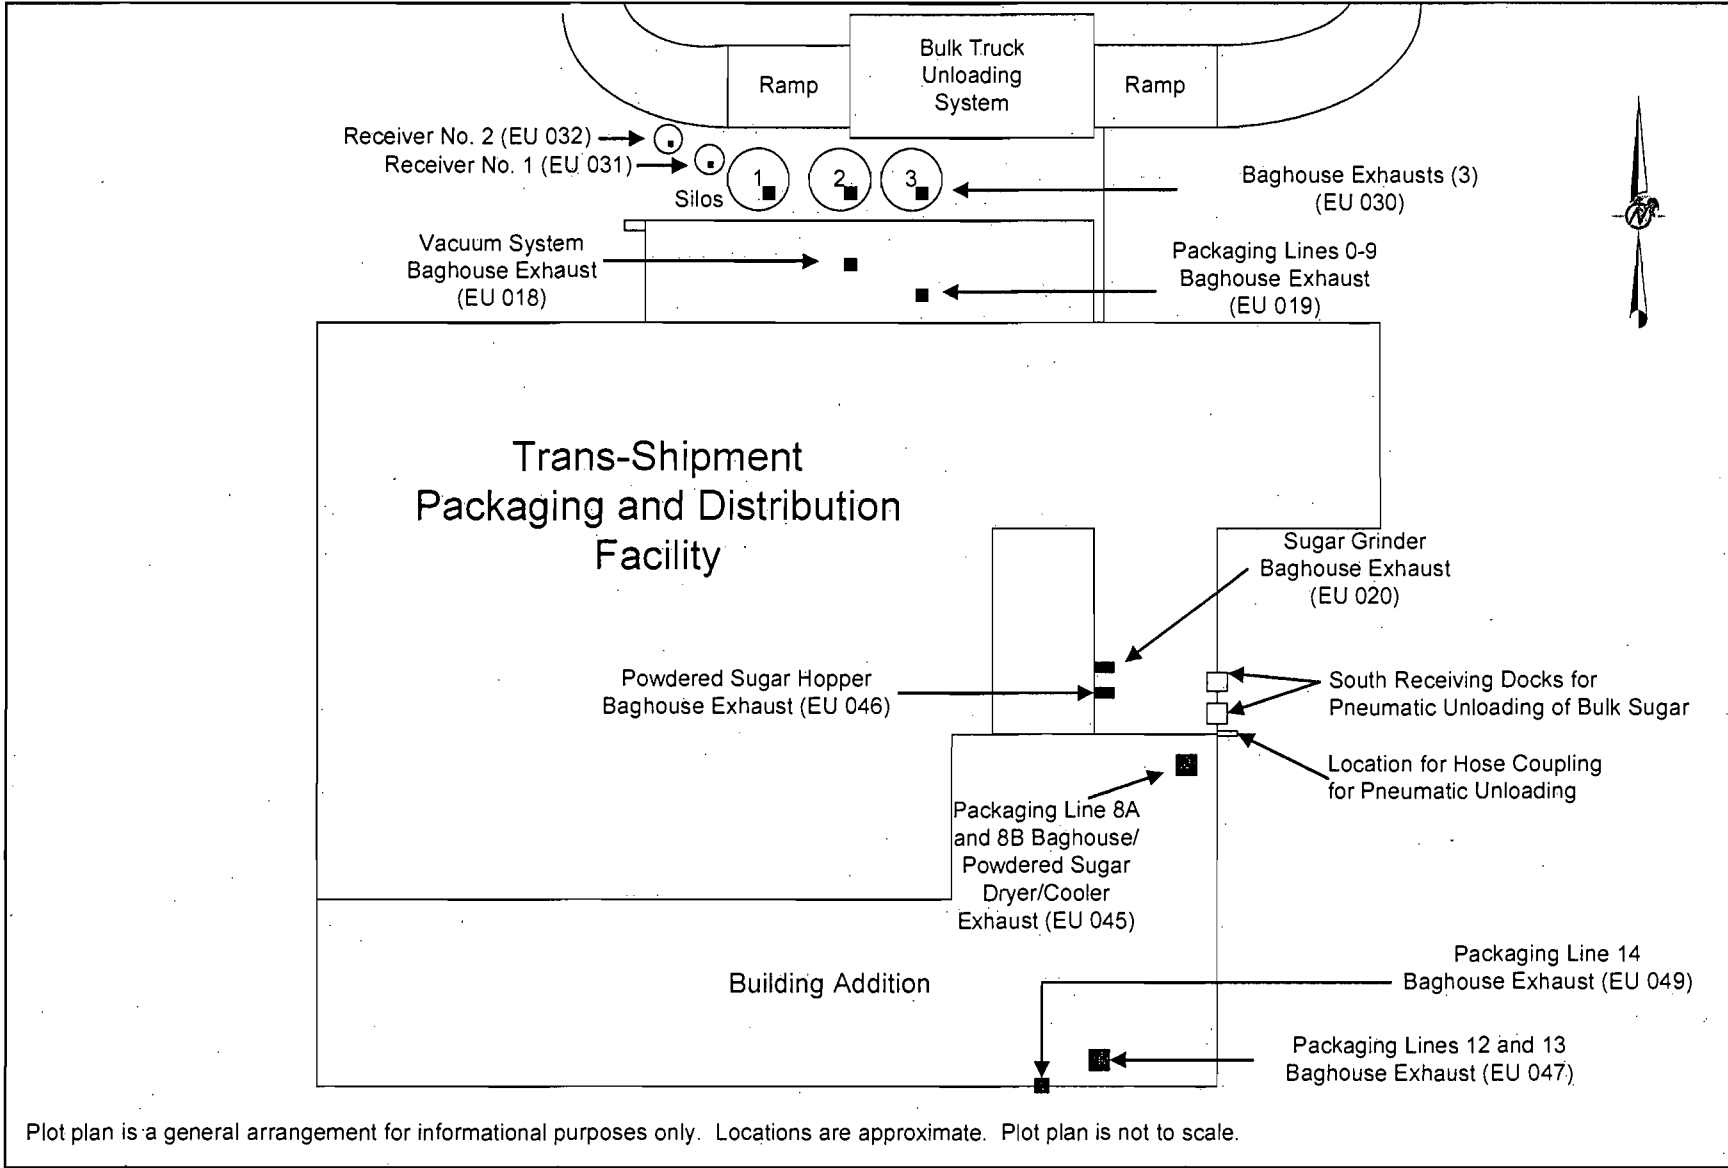 Bulk Truck
Unloading
System
Ramp
Ramp
Receiver No. 2 (EU 032)
Receiver No. 1 (EU 031)
Silos
1
2
3
Baghouse Exhausts (3)
(EU 030)
N
Vacuum System
Baghouse Exhaust
(EU 018)
Packaging Lines 0-9
Baghouse Exhaust
(EU 019)
Trans-Shipment
Packaging and Distribution
Facility
Sugar Grinder
Baghouse Exhaust
(EU 020)
Powdered Sugar Hopper
Baghouse Exhaust (EU 046)
South Receiving Docks for
Pneumatic Unloading of Bulk Sugar
Location for Hose Coupling
for Pneumatic Unloading
Packaging Line 8A
and 8B Baghouse/
Powdered Sugar
Dryer/Cooler
Exhaust (EU 045)
Building Addition
Packaging Line 14
Baghouse Exhaust (EU 049)
Packaging Lines 12 and 13
Baghouse Exhaust (EU 047)
Plot plan is a general arrangement for informational purposes only. Locations are approximate. Plot plan is not to scale.